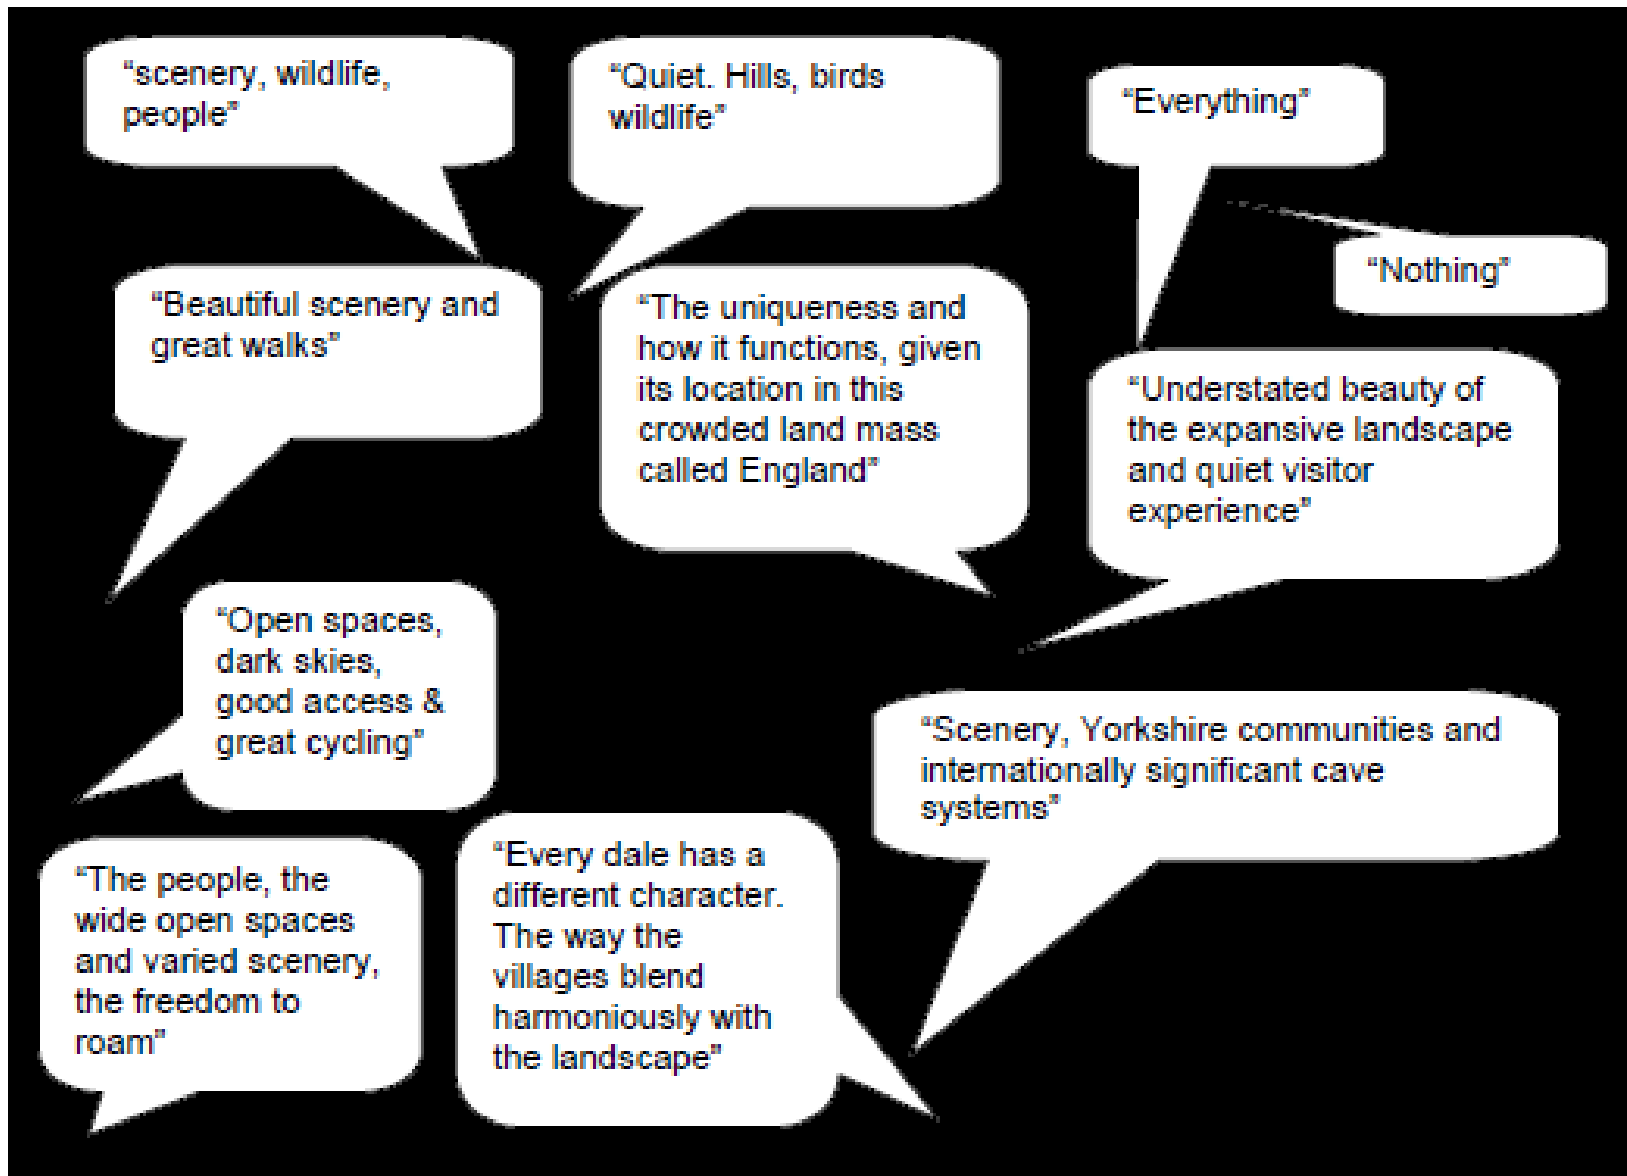 “scenery, wildlife,
people”
“Quiet. Hills, birds
wildlife”
“Everything”
“Nothing”
“Beautiful scenery and
great walks”
“The uniqueness and
how it functions, given
its location in this
crowded land mass
called England”
“Understated beauty of
the expansive landscape
and quiet visitor
experience”
“Open spaces,
dark skies,
good access &
great cycling”
“Scenery, Yorkshire communities and
internationally significant cave
systems”
“The people, the
wide open spaces
and varied scenery,
the freedom to
roam”
“Every dale has a
different character.
The way the
villages blend
harmoniously with
the landscape”